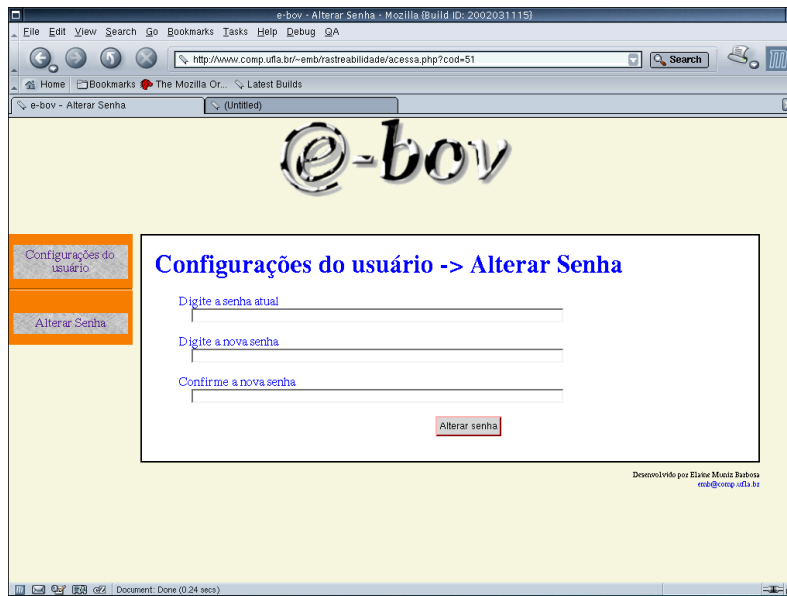 e-bov - Alterar Senha - Mozilla {Build ID: 2002031115}
File Edit View Search Go Bookmarks Tasks Help Debug QA
http://www.comp.ufla.br/~emb/rastreabilidade/acessa.php?cod=51 Search
Home Bookmarks The Mozilla Or... Latest Builds
e-bov - Alterar Senha (Untitled)
e-bov
Configurações do
usuário
Alterar Senha
Configurações do usuário -> Alterar Senha
Digite a senha atual
Digite a nova senha
Confirme a nova senha
Alterar senha
Desenvolvido por Elaine Muniz Barbosa
emb@comp.ufla.br
Document: Done (0.24 secs)